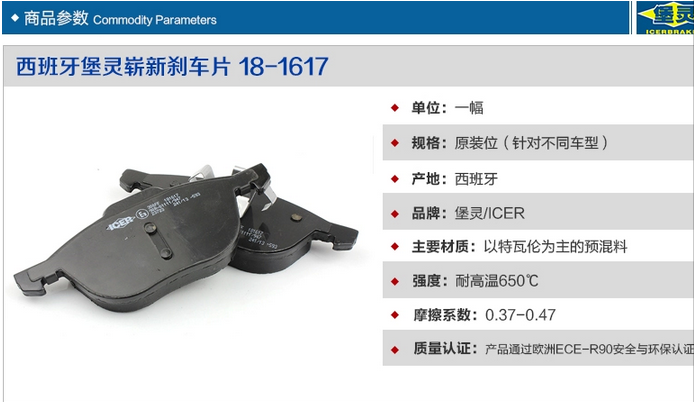 商品参数 Commodity Parameters
堡灵
ICERBRAK
西班牙堡灵崭新刹车片 18-1617
单位：一幅
规格：原装位（针对不同车型）
产地：西班牙
品牌：堡灵/ICER
主要材质：以特瓦伦为主的预混料
强度：耐高温650℃
摩擦系数：0.37-0.47
质量认证：产品通过欧洲ECE-R90安全与环保认证
ICER